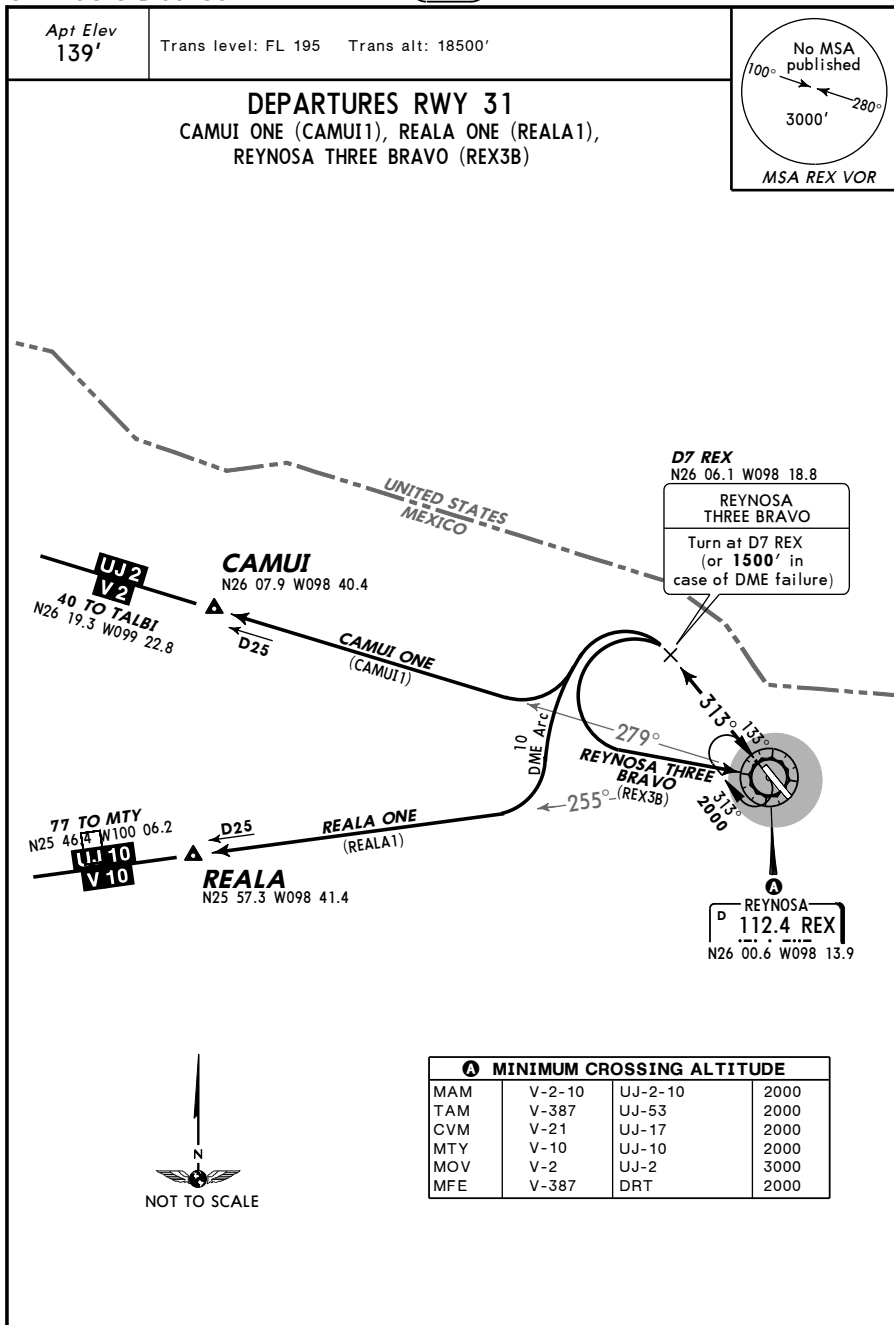 Apt Elev
139'
Trans level: FL 195 Trans alt: 18500'
No MSA
published
100°
280°
3000'
MSA REX VOR
DEPARTURES RWY 31
CAMUI ONE (CAMUI1), REALA ONE (REALA1),
REYNOSA THREE BRAVO (REX3B)
D7 REX
N26 06.1 W098 18.8
REYNOSA
THREE BRAVO
Turn at D7 REX
(or 1500' in
case of DME failure)
UNITED STATES
MEXICO
UJ 2
V 2
40 TO TALBI
N26 19.3 W099 22.8
CAMUI
N26 07.9 W098 40.4
D25
CAMUI ONE
(CAMUI1)
10
DME Arc
279°
313°
133°
REYNOSA THREE
BRAVO
(REX3B)
255°
313°
2000
77 TO MTY
N25 46.4 W100 06.2
UJ 10
V 10
D25
REALA ONE
(REALA1)
REALA
N25 57.3 W098 41.4
A
REYNOSA
D 112.4 REX
N26 00.6 W098 13.9
N
NOT TO SCALE
A MINIMUM CROSSING ALTITUDE
MAM V-2-10 UJ-2-10 2000
TAM V-387 UJ-53 2000
CVM V-21 UJ-17 2000
MTY V-10 UJ-10 2000
MOV V-2 UJ-2 3000
MFE V-387 DRT 2000